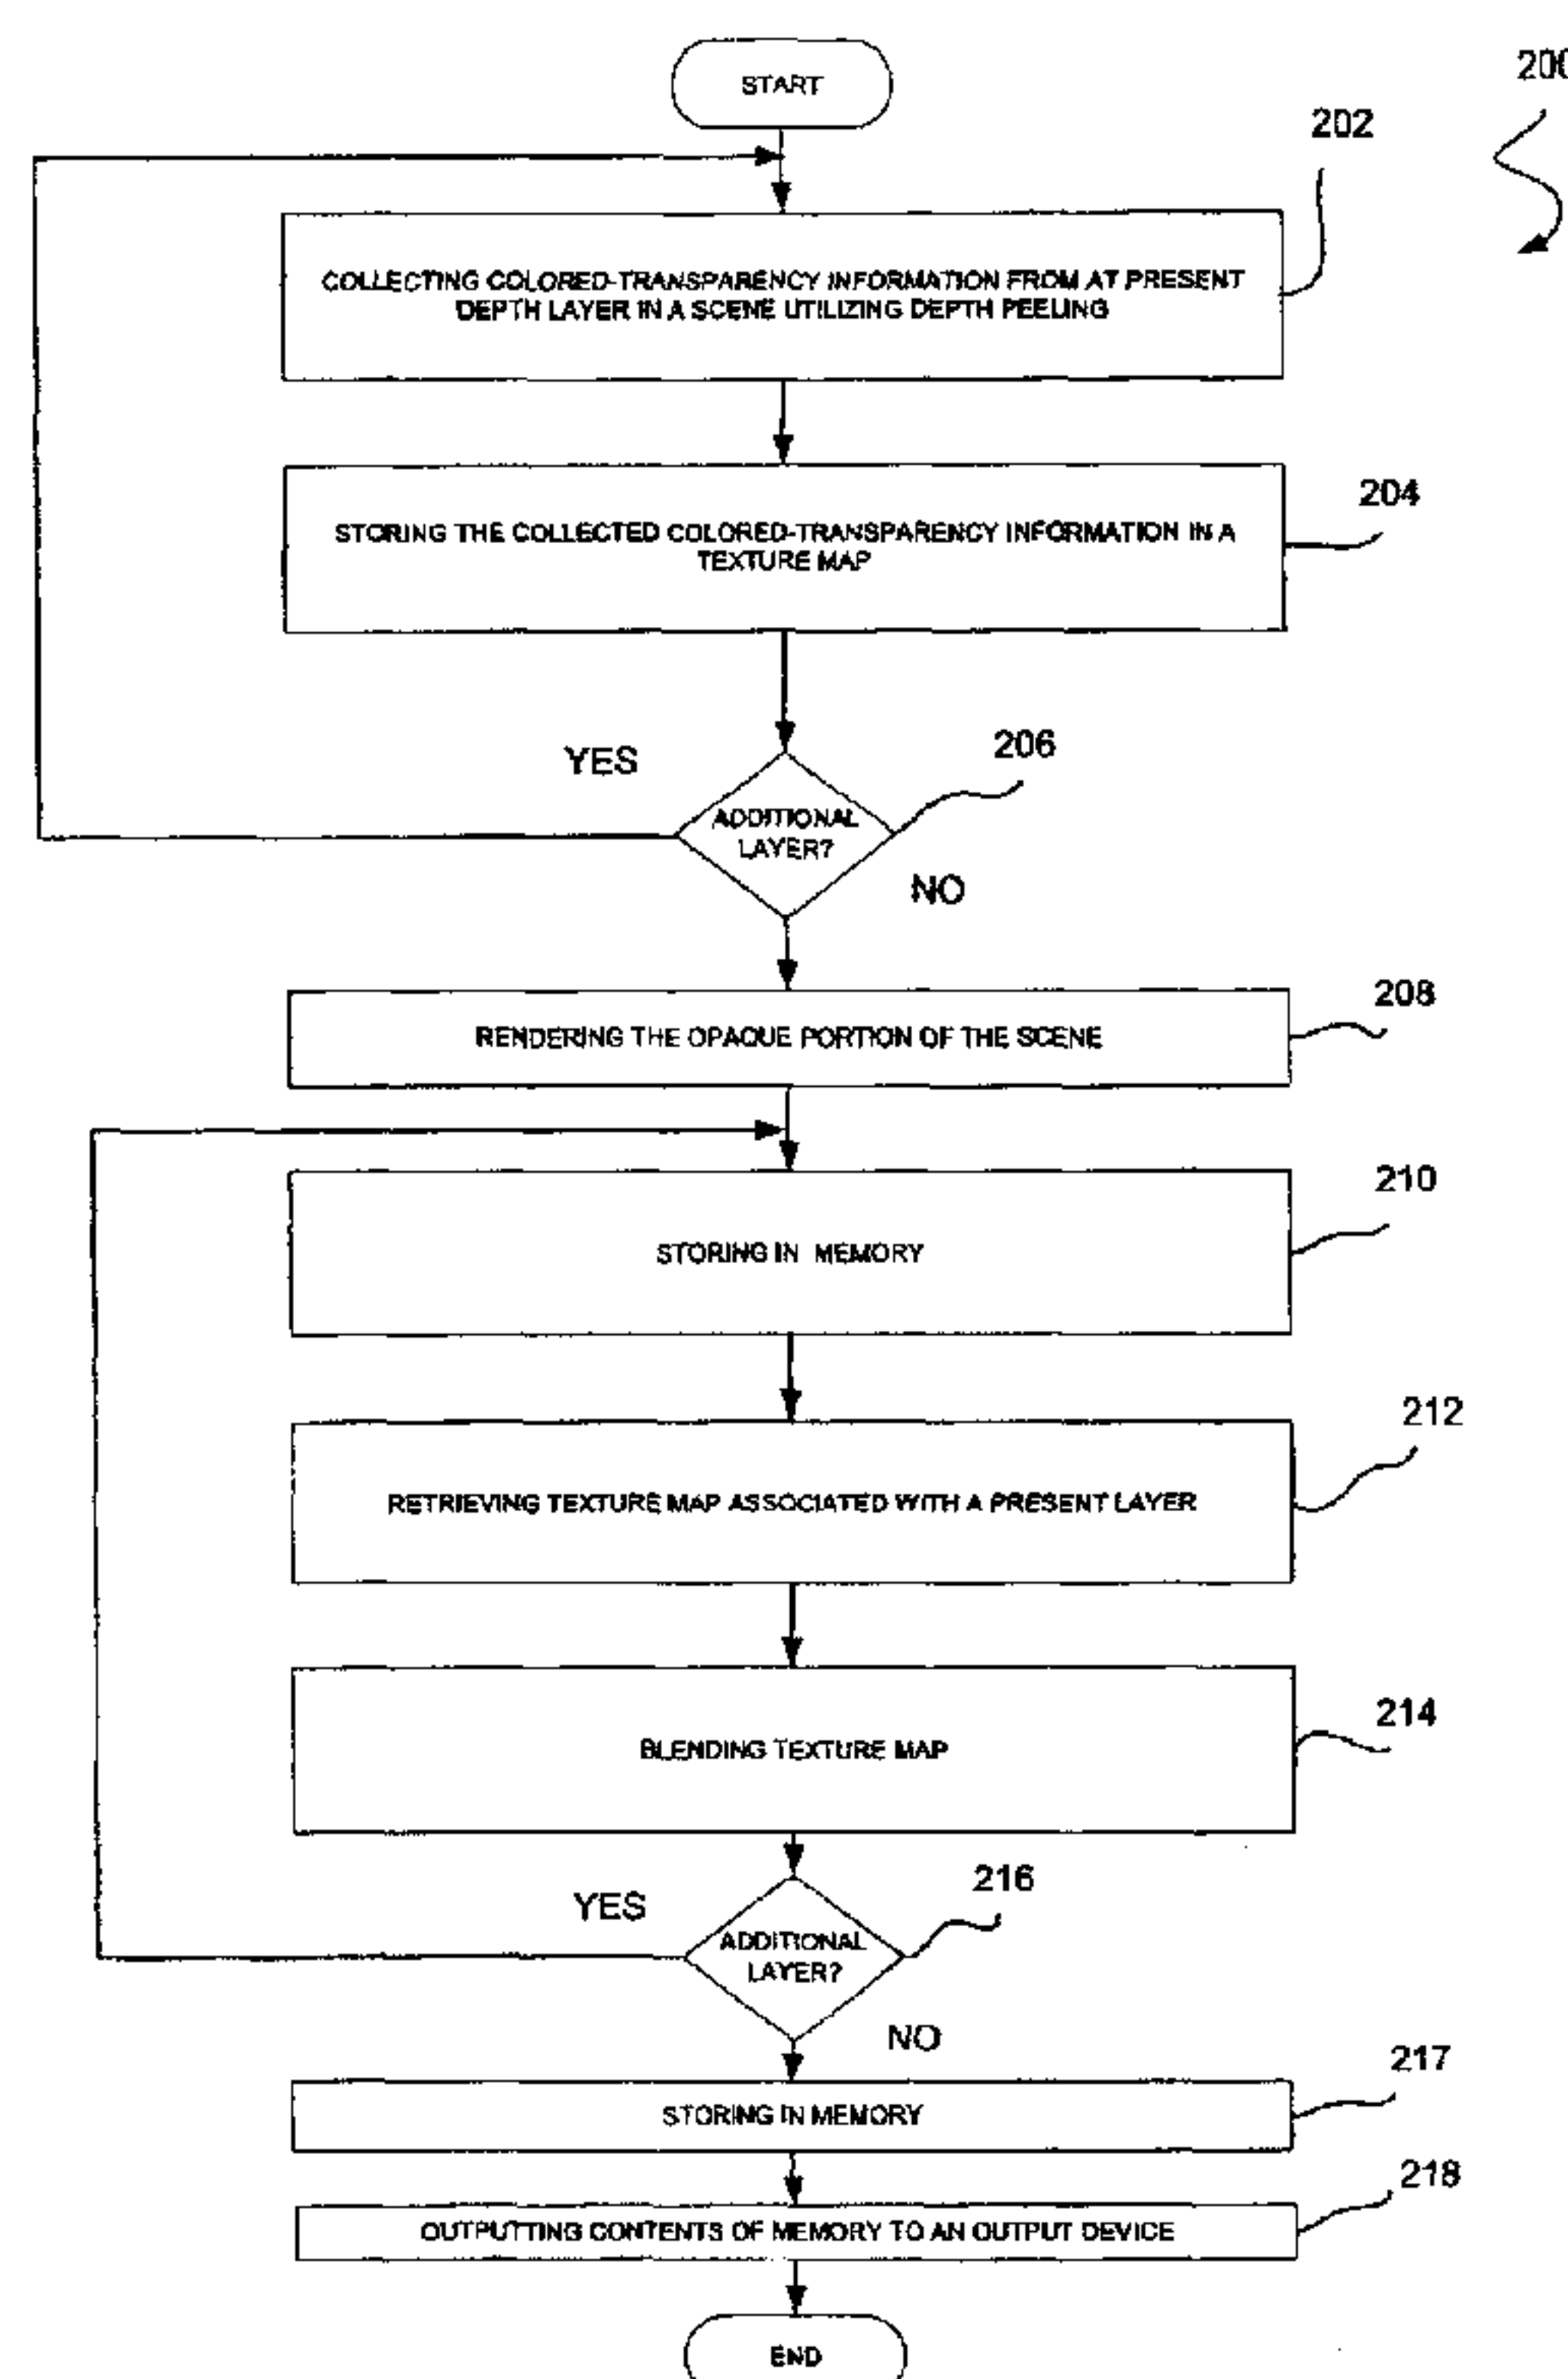 START
200
202
COLLECTING COLORED-TRANSPARENCY INFORMATION FROM AT PRESENT
DEPTH LAYER IN A SCENE UTILIZING DEPTH PEELING
204
STORING THE COLLECTED COLORED-TRANSPARENCY INFORMATION IN A
TEXTURE MAP
206
YES
ADDITIONAL
LAYER?
NO
208
RENDERING THE OPAQUE PORTION OF THE SCENE
210
STORING IN MEMORY
212
RETRIEVING TEXTURE MAP ASSOCIATED WITH A PRESENT LAYER
214
BLENDING TEXTURE MAP
216
YES
ADDITIONAL
LAYER?
NO
217
STORING IN MEMORY
218
OUTPUTTING CONTENTS OF MEMORY TO AN OUTPUT DEVICE
END